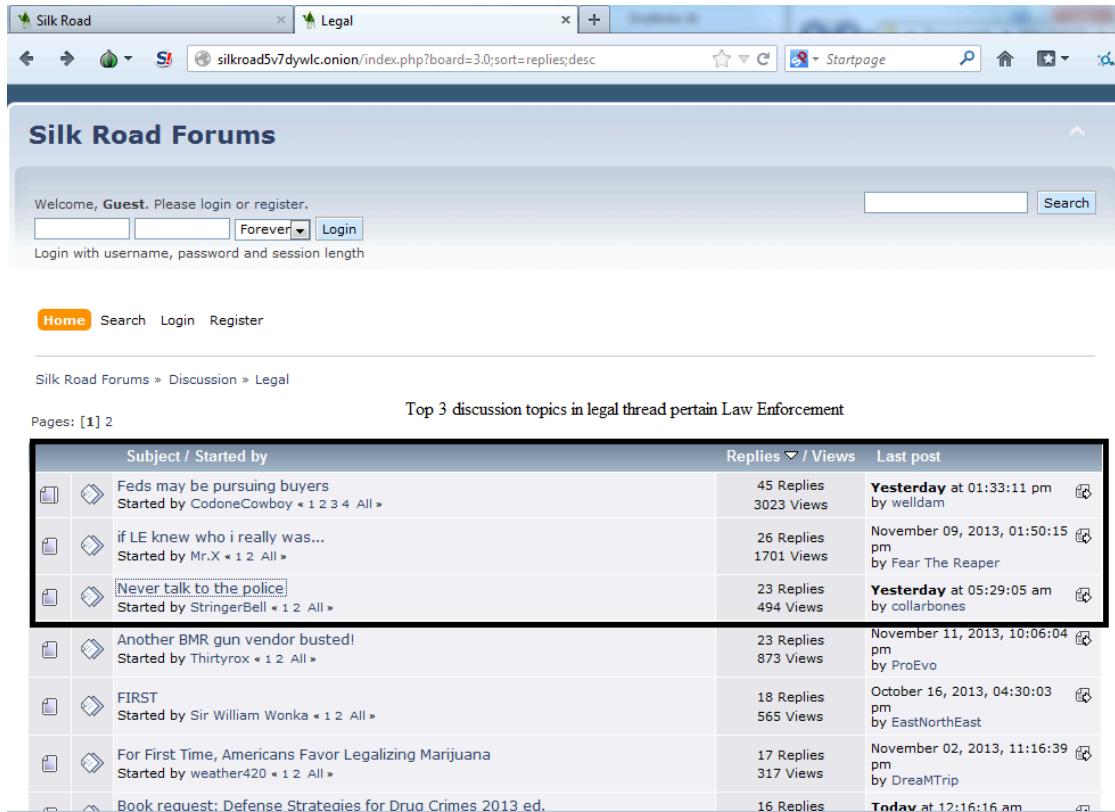 Silk Road
Legal
silkroad5v7dywlc.onion/index.php?board=3.0;sort=replies;desc
Startpage
Silk Road Forums
Welcome, Guest. Please login or register.
Search
Forever Login
Login with username, password and session length
Home Search Login Register
Silk Road Forums » Discussion » Legal
Top 3 discussion topics in legal thread pertain Law Enforcement
Pages: [1] 2
Subject / Started by Replies / Views Last post
Feds may be pursuing buyers
Started by CodoneCowboy « 1 2 3 4 All »
45 Replies
3023 Views
Yesterday at 01:33:11 pm
by welldam
if LE knew who i really was...
Started by Mr.X « 1 2 All »
26 Replies
1701 Views
November 09, 2013, 01:50:15
pm
by Fear The Reaper
Never talk to the police
Started by StringerBell « 1 2 All »
23 Replies
494 Views
Yesterday at 05:29:05 am
by collarbones
Another BMR gun vendor busted!
Started by Thirtyrox « 1 2 All »
23 Replies
873 Views
November 11, 2013, 10:06:04
pm
by ProEvo
FIRST
Started by Sir William Wonka « 1 2 All »
18 Replies
565 Views
October 16, 2013, 04:30:03
pm
by EastNorthEast
For First Time, Americans Favor Legalizing Marijuana
Started by weather420 « 1 2 All »
17 Replies
317 Views
November 02, 2013, 11:16:39
pm
by DreaMTrip
Book request: Defense Strategies for Drug Crimes 2013 ed.
16 Replies
Today at 12:16:16 am